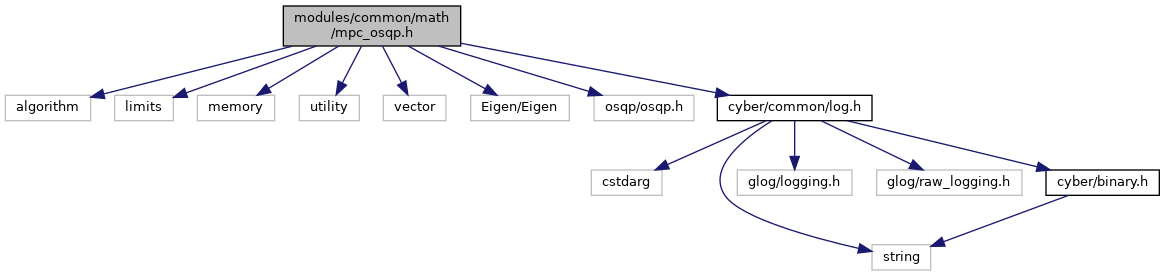 modules/common/math
/mpc_osqp.h
algorithm
limits
memory
utility
vector
Eigen/Eigen
osqp/osqp.h
cyber/common/log.h
cstdarg
glog/logging.h
glog/raw_logging.h
cyber/binary.h
string